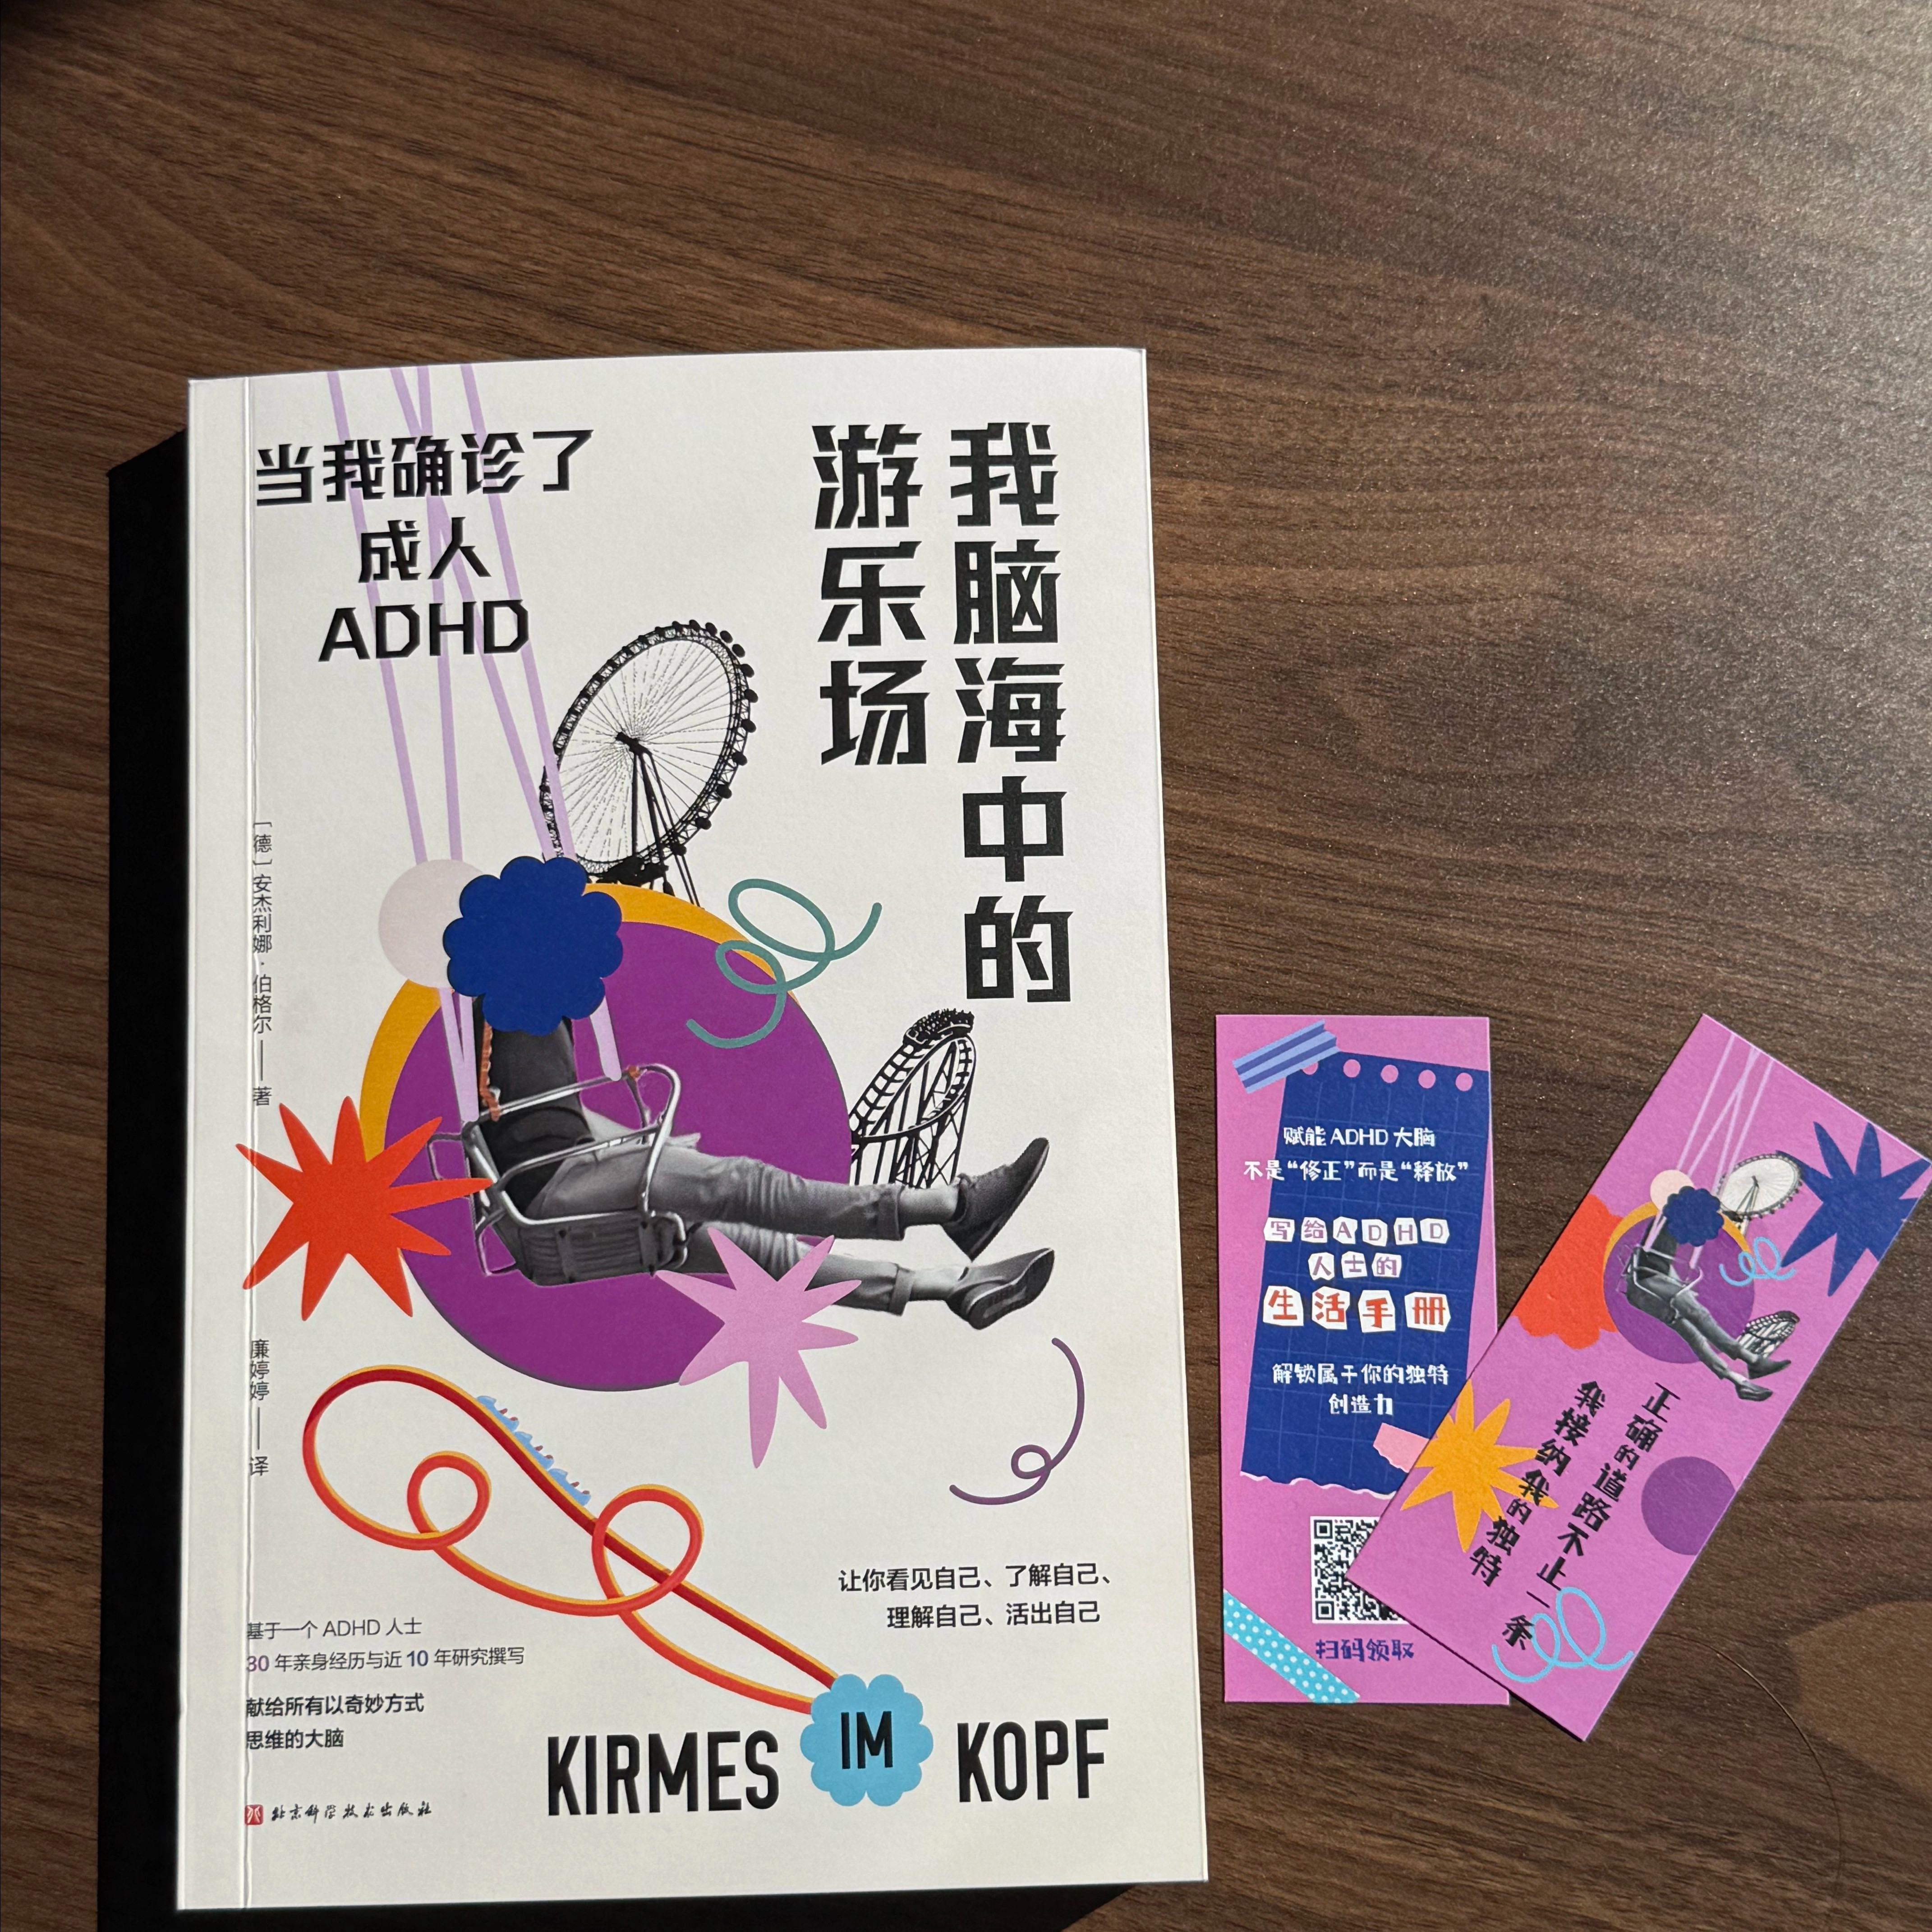 当我确诊了
成人
ADHD
我脑海中的
游乐场
[德]安杰利娜·伯格尔——著
廉婷婷——译
让你看见自己、了解自己、
理解自己、活出自己
基于一个 ADHD 人士
30 年亲身经历与近 10 年研究撰写
献给所有以奇妙方式
思维的大脑
北京科学技术出版社
KIRMES IM KOPF
赋能 ADHD 大脑
不是“修正”而是“释放”
写给ADHD
人士的
生活手册
解锁属于你的独特
创造力
扫码领取
正确的道路不止一条
我接纳我的独特